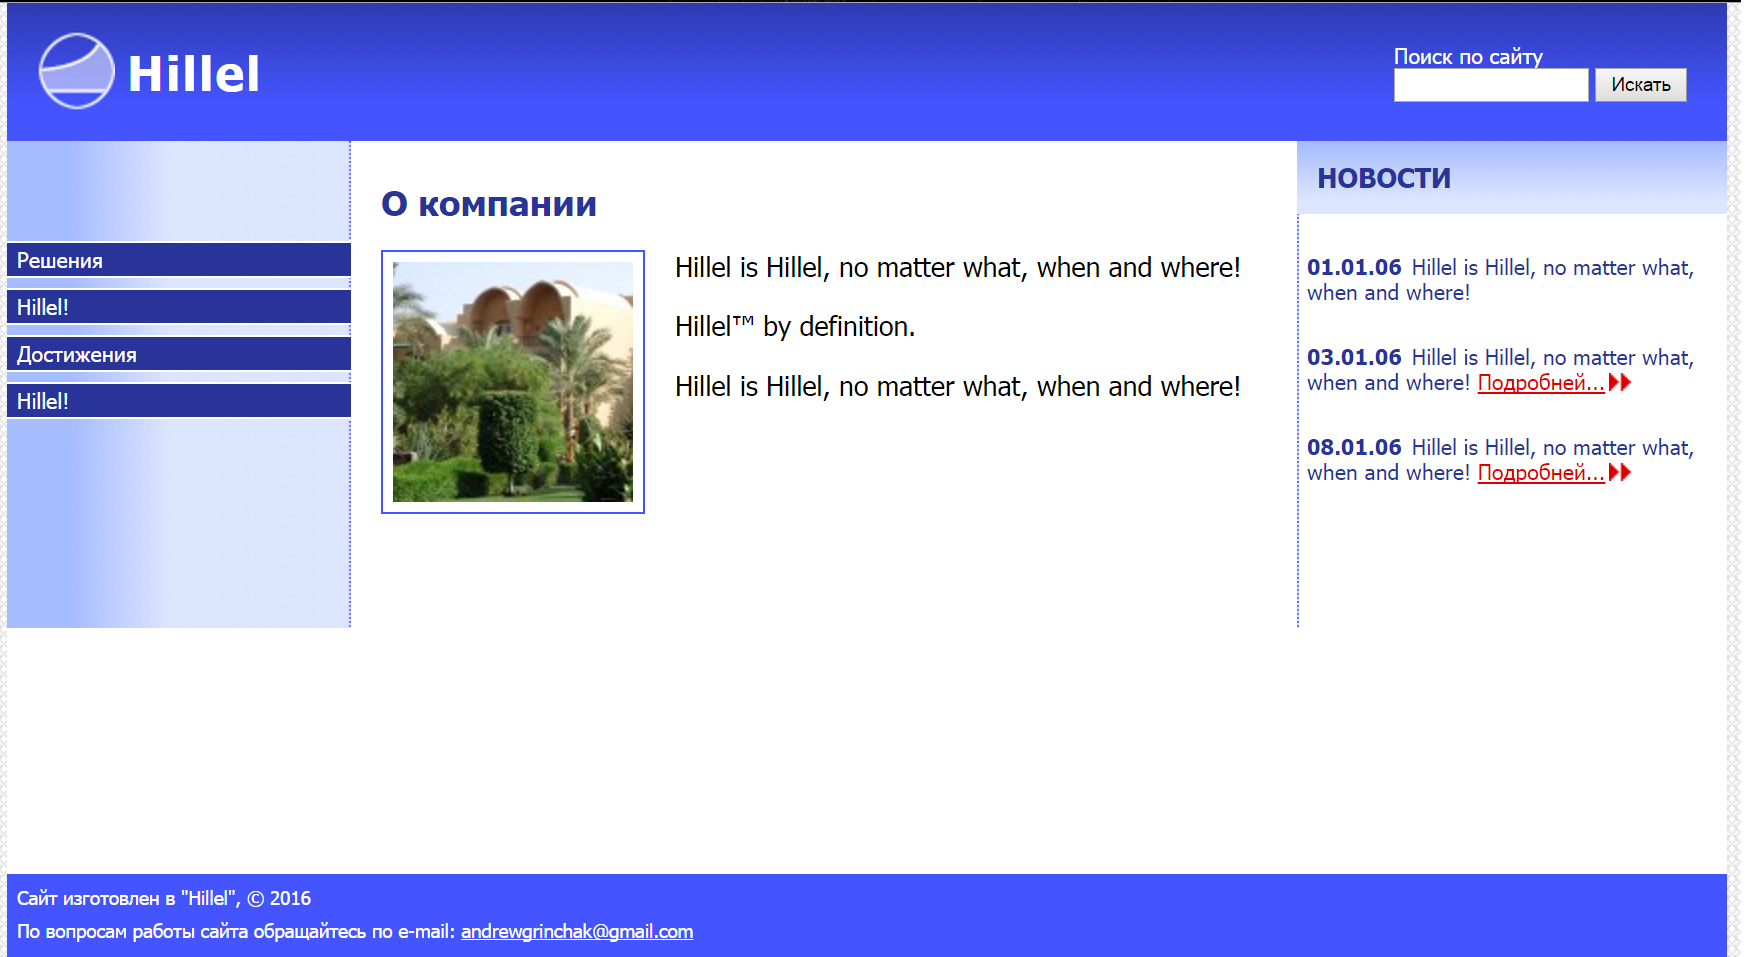 Hillel
Поиск по сайту
Искать
Решения
Hillel!
Достижения
Hillel!
О компании
Hillel is Hillel, no matter what, when and where!
Hillel™ by definition.
Hillel is Hillel, no matter what, when and where!
НОВОСТИ
01.01.06 Hillel is Hillel, no matter what,
when and where!
03.01.06 Hillel is Hillel, no matter what,
when and where! Подробней...
08.01.06 Hillel is Hillel, no matter what,
when and where! Подробней...
Сайт изготовлен в "Hillel", © 2016
По вопросам работы сайта обращайтесь по e-mail: andrewgrinchak@gmail.com